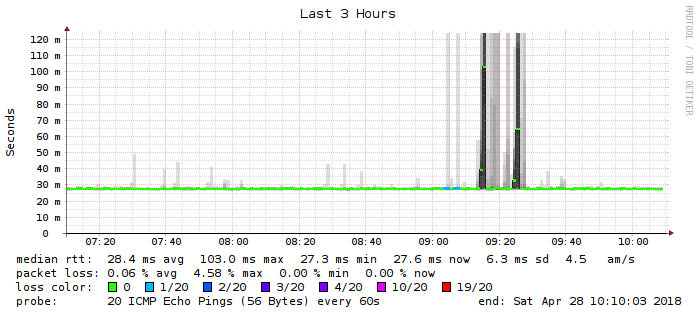 Last 3 Hours
RRDTOOL / TOBI OETIKER
Seconds
120 m
110 m
100 m
90 m
80 m
70 m
60 m
50 m
40 m
30 m
20 m
10 m
0
07:20 07:40 08:00 08:20 08:40 09:00 09:20 09:40 10:00
median rtt: 28.4 ms avg 103.0 ms max 27.3 ms min 27.6 ms now 6.3 ms sd 4.5 am/s
packet loss: 0.06 % avg 4.58 % max 0.00 % min 0.00 % now
loss color: 0 1/20 2/20 3/20 4/20 10/20 19/20
probe: 20 ICMP Echo Pings (56 Bytes) every 60s end: Sat Apr 28 10:10:03 2018